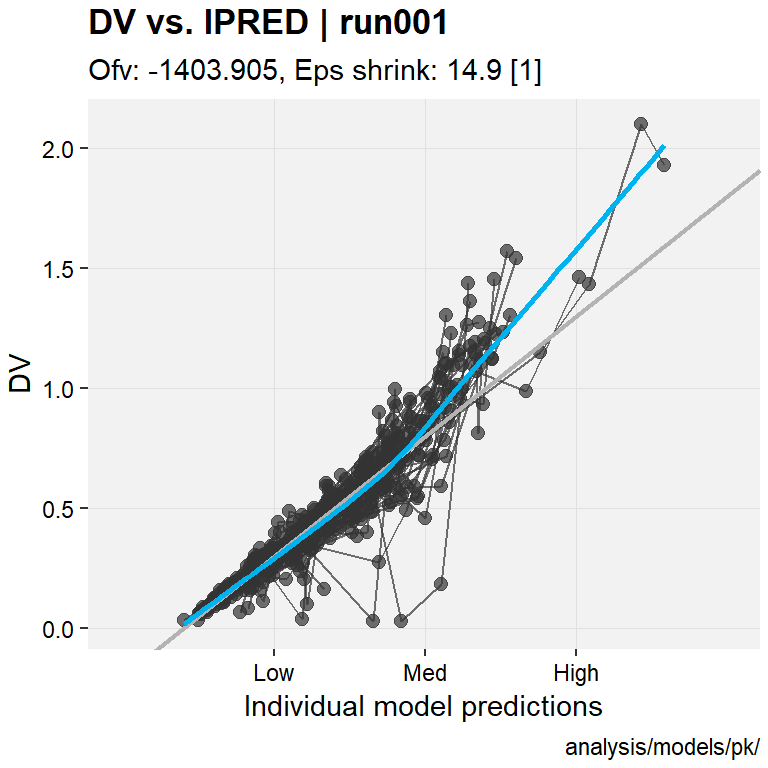 DV vs. IPRED | run001
Ofv: -1403.905, Eps shrink: 14.9 [1]
2.0
1.5
1.0
0.5
0.0
DV
Low Med High
Individual model predictions
analysis/models/pk/